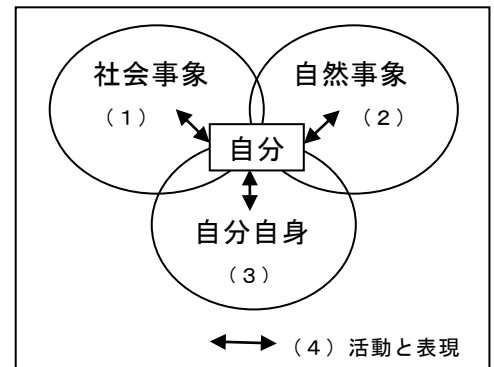 社会事象
自然事象
（１）
（２）
自分
自分自身
（３）
（４）活動と表現